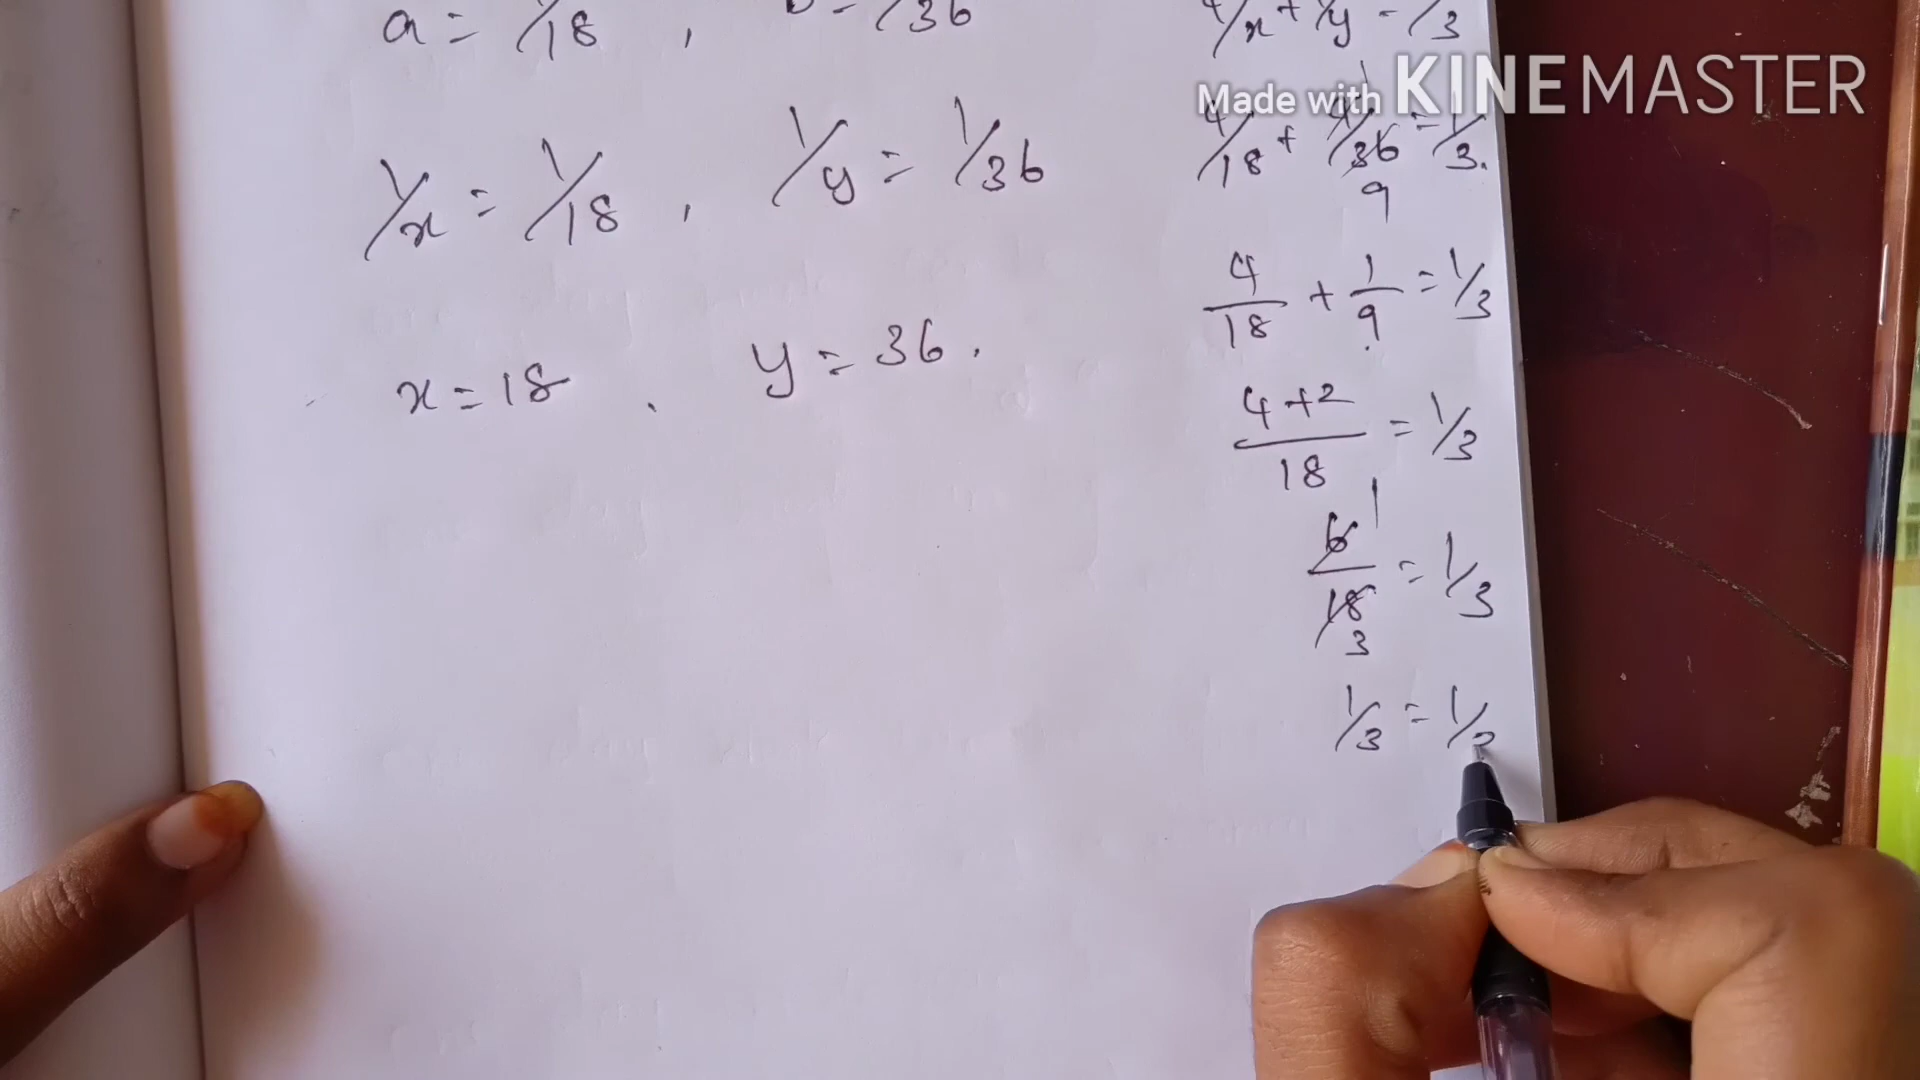 a = 1/18 , b = 1/36
1/x = 1/18 , 1/y = 1/36
x = 18 , y = 36 .
4/x + 4/y = 1/3
Made with KINEMASTER
4/18 + 4/36 = 1/3.
1
9
4/18 + 1/9 = 1/3
4+2/18 = 1/3
6/18 = 1/3
1
3
1/3 = 1/3